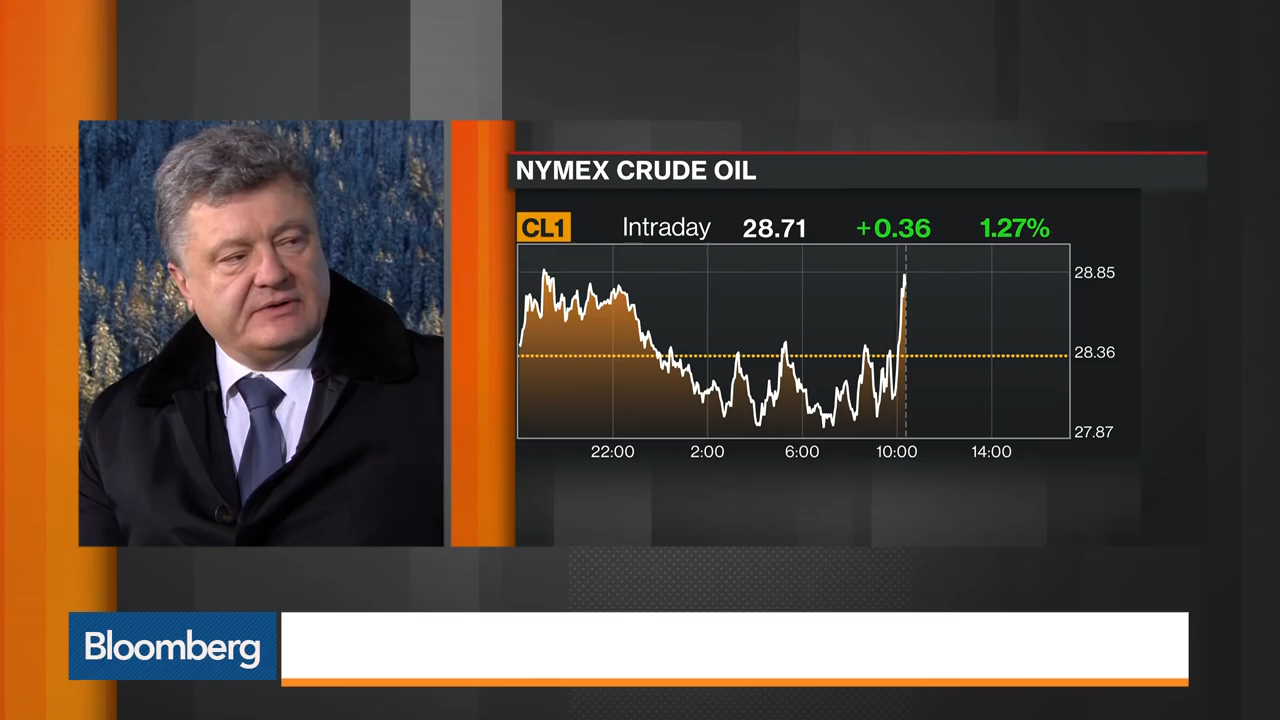 NYMEX CRUDE OIL
CL1 Intraday 28.71 +0.36 1.27%
28.85
28.36
27.87
22:00 2:00 6:00 10:00 14:00
Bloomberg